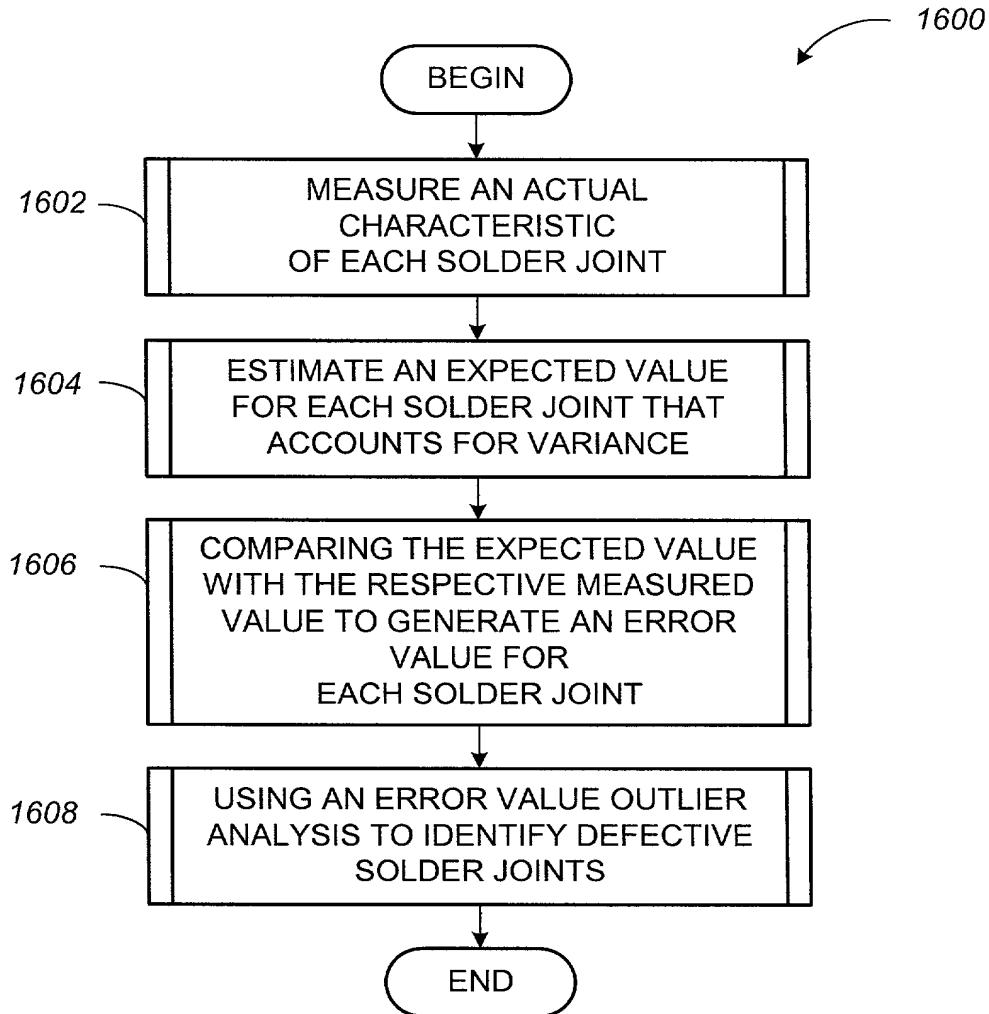 1600
BEGIN
1602
MEASURE AN ACTUAL
CHARACTERISTIC
OF EACH SOLDER JOINT
1604
ESTIMATE AN EXPECTED VALUE
FOR EACH SOLDER JOINT THAT
ACCOUNTS FOR VARIANCE
1606
COMPARING THE EXPECTED VALUE
WITH THE RESPECTIVE MEASURED
VALUE TO GENERATE AN ERROR
VALUE FOR
EACH SOLDER JOINT
1608
USING AN ERROR VALUE OUTLIER
ANALYSIS TO IDENTIFY DEFECTIVE
SOLDER JOINTS
END